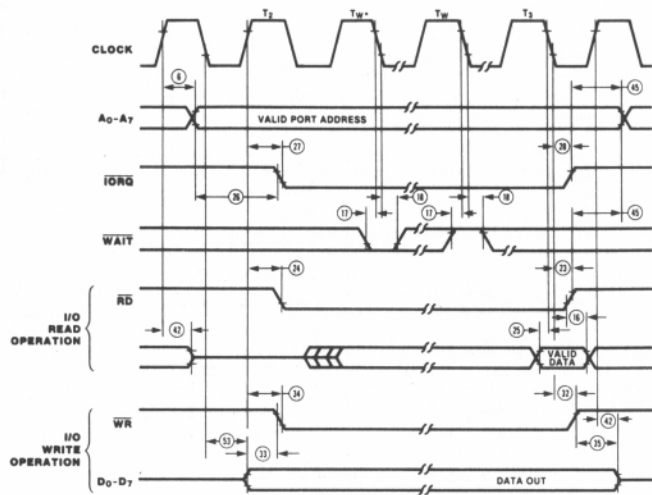 T2 TW* TW T3
CLOCK
6 45
A0-A7 VALID PORT ADDRESS
27 28
IORQ
26 45
17 18 17 18
WAIT
24 23
RD
I/O READ OPERATION
42 25 16
VALID DATA
34 32
WR
42
I/O WRITE OPERATION
53 33 35
D0-D7 DATA OUT